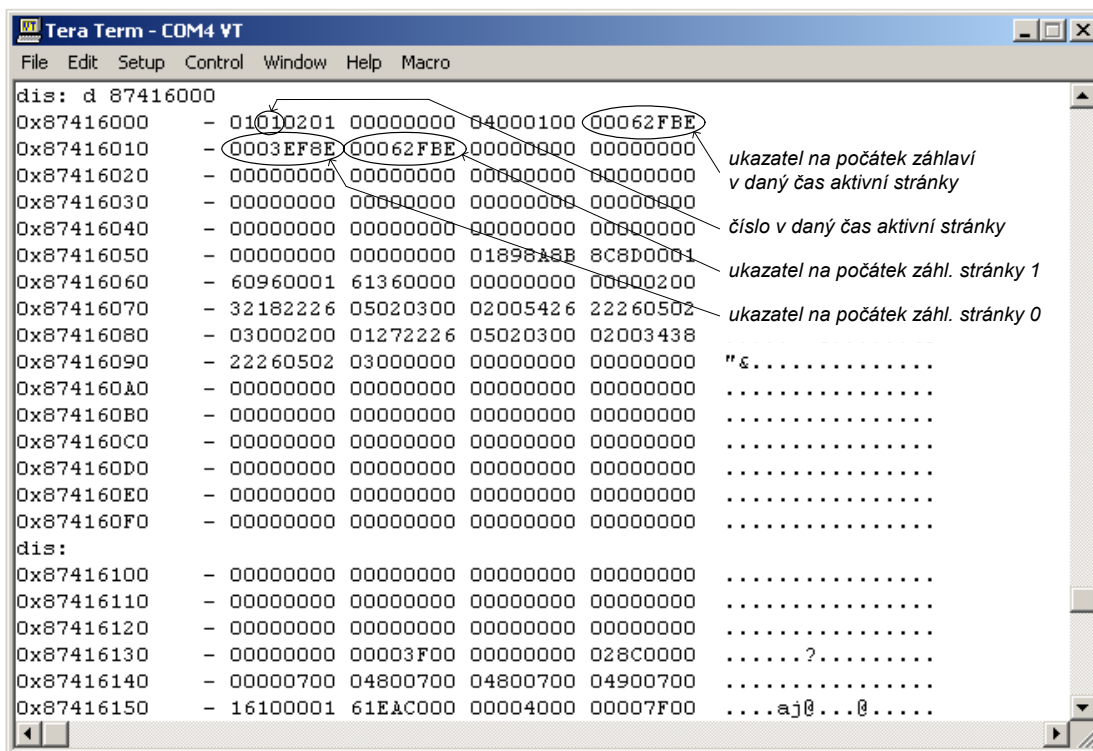 Tera Term - COM4 VT
File Edit Setup Control Window Help Macro
dis: d 87416000
0x87416000 - 01010201 00000000 04000100 00062FBE
0x87416010 - 0003EF8E 00062FBE 00000000 00000000
ukazatel na počátek záhlaví
v daný čas aktivní stránky
0x87416020 - 00000000 00000000 00000000 00000000
0x87416030 - 00000000 00000000 00000000 00000000
0x87416040 - 00000000 00000000 00000000 00000000
číslo v daný čas aktivní stránky
0x87416050 - 00000000 00000000 01898A8B 8C8D0001
ukazatel na počátek záhl. stránky 1
0x87416060 - 60960001 61360000 00000000 00000200
0x87416070 - 32182226 05020300 02005426 22260502
ukazatel na počátek záhl. stránky 0
0x87416080 - 03000200 01272226 05020300 02003438
0x87416090 - 22260502 03000000 00000000 00000000 "&..............
0x874160A0 - 00000000 00000000 00000000 00000000 ................
0x874160B0 - 00000000 00000000 00000000 00000000 ................
0x874160C0 - 00000000 00000000 00000000 00000000 ................
0x874160D0 - 00000000 00000000 00000000 00000000 ................
0x874160E0 - 00000000 00000000 00000000 00000000 ................
0x874160F0 - 00000000 00000000 00000000 00000000 ................
dis:
0x87416100 - 00000000 00000000 00000000 00000000 ................
0x87416110 - 00000000 00000000 00000000 00000000 ................
0x87416120 - 00000000 00000000 00000000 00000000 ................
0x87416130 - 00000000 00003F00 00000000 028C0000 ......?.........
0x87416140 - 00000700 04800700 04800700 04900700 ................
0x87416150 - 16100001 61EAC000 00004000 00007F00 ....aj@...@.....